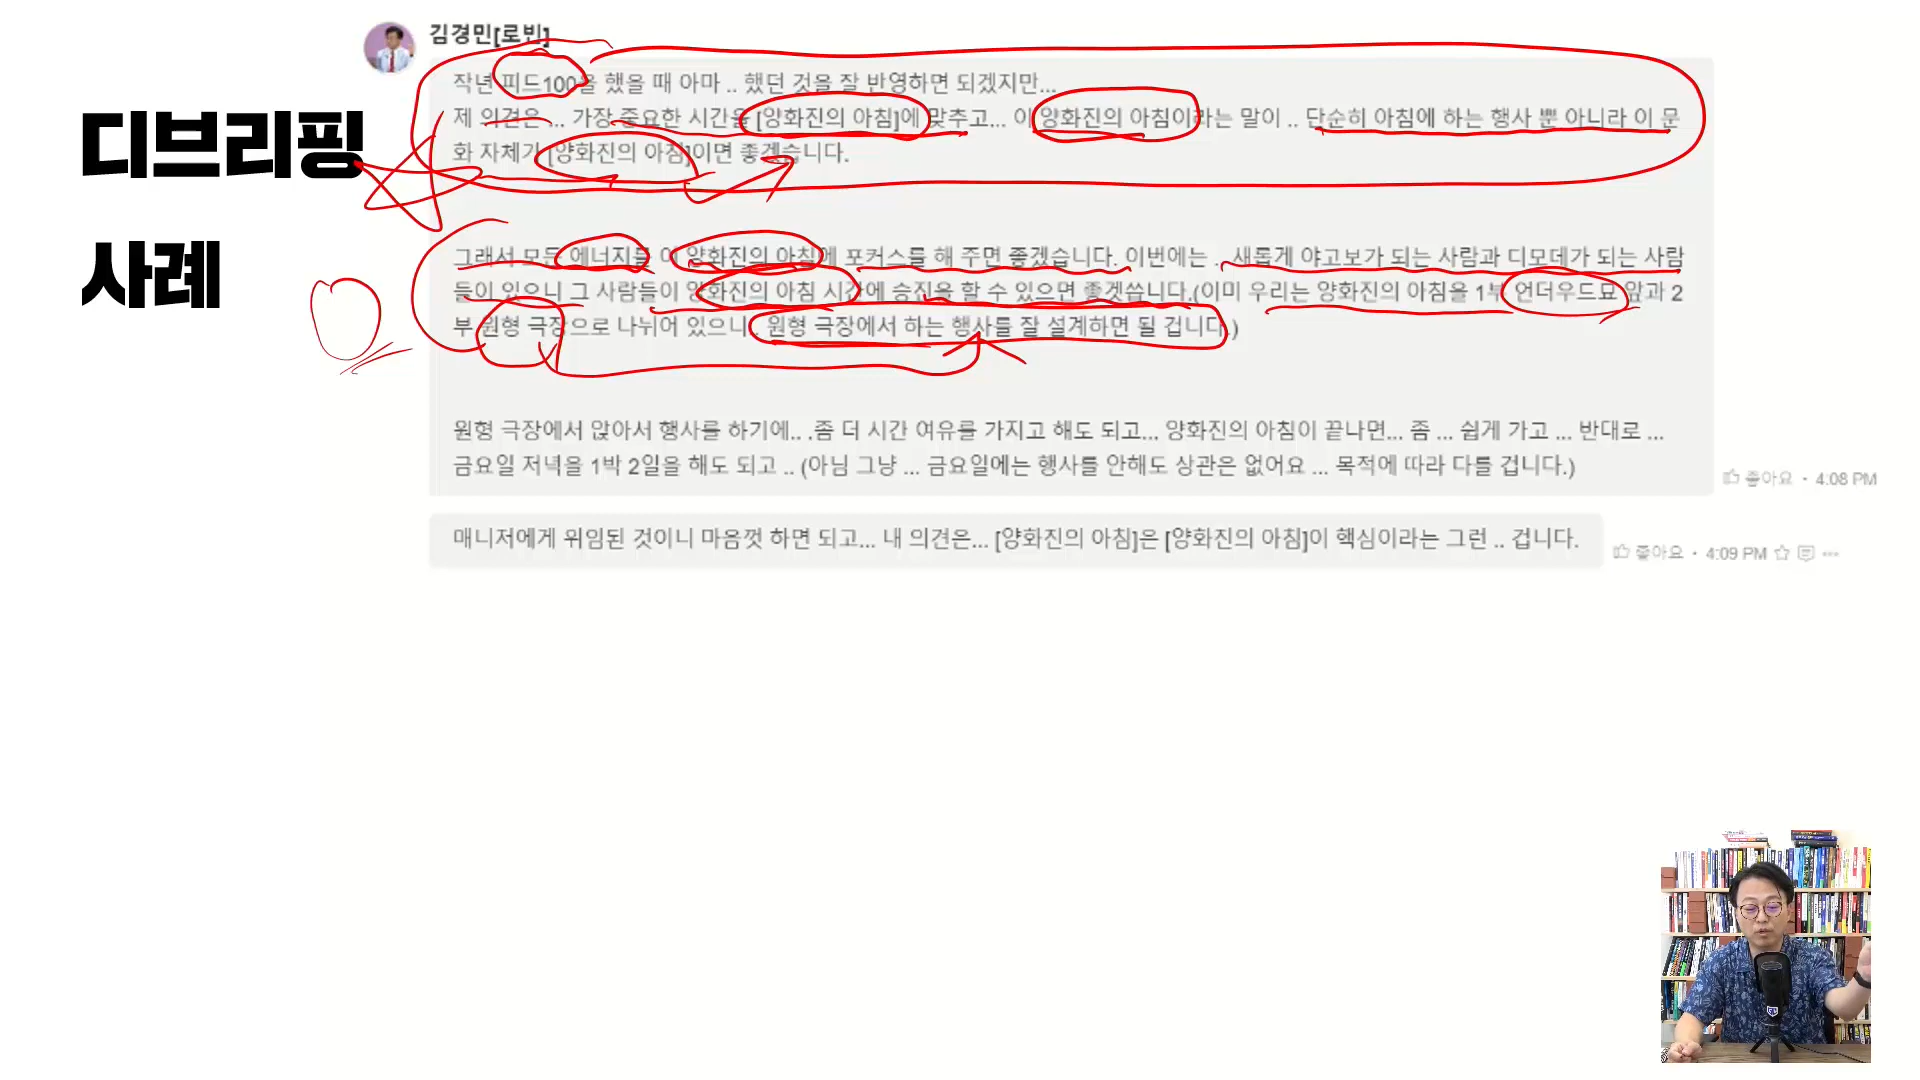 디브리핑
사례
김경민[로빈]
작년 피드100을 했을 때 아마 .. 했던 것을 잘 반영하면 되겠지만...
제 의견은 ... 가장 중요한 시간을 [양화진의 아침]에 맞추고... 이 양화진의 아침이라는 말이 .. 단순히 아침에 하는 행사 뿐 아니라 이 문
화 자체가 [양화진의 아침]이면 좋겠습니다.
그래서 모든 에너지를 이 양화진의 아침에 포커스를 해 주면 좋겠습니다. 이번에는 .. 새롭게 야고보가 되는 사람과 디모데가 되는 사람
들이 있으니 그 사람들이 양화진의 아침 시간에 승진을 할 수 있으면 좋겟씁니다.(이미 우리는 양화진의 아침을 1부 언더우드묘 앞과 2
부 원형 극장으로 나뉘어 있으니 . 원형 극장에서 하는 행사를 잘 설계하면 될 겁니다.)
원형 극장에서 앉아서 행사를 하기에.. .좀 더 시간 여유를 가지고 해도 되고... 양화진의 아침이 끝나면... 좀 ... 쉽게 가고 ... 반대로 ...
금요일 저녁을 1박 2일을 해도 되고 .. (아님 그냥 ... 금요일에는 행사를 안해도 상관은 없어요 ... 목적에 따라 다를 겁니다.)
좋아요 · 4:08 PM
매니저에게 위임된 것이니 마음껏 하면 되고... 내 의견은... [양화진의 아침]은 [양화진의 아침]이 핵심이라는 그런 .. 겁니다.
좋아요 · 4:09 PM